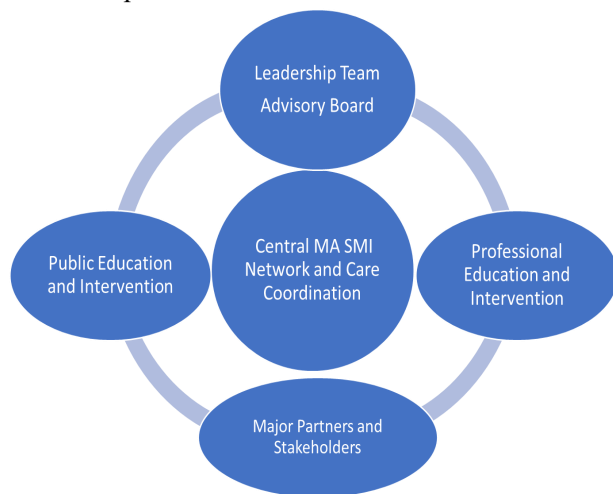 Leadership Team
Advisory Board
Public Education
and Intervention
Central MA SMI
Network and Care
Coordination
Professional
Education and
Intervention
Major Partners and
Stakeholders